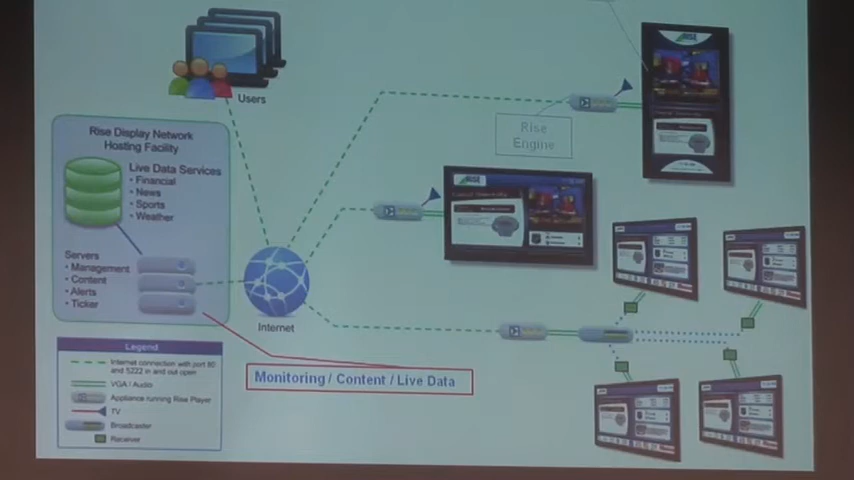 Users
Rise Display Network
Hosting Facility
Live Data Services
• Financial
• News
• Sports
• Weather
Servers
• Management
• Content
• Alerts
• Ticker
Internet
Rise
Engine
RISE
RISE
Monitoring / Content / Live Data
Legend
Internet connection with port 80
and 5222 in and out open
VGA / Audio
Appliance running Rise Player
TV
Broadcaster
Receiver